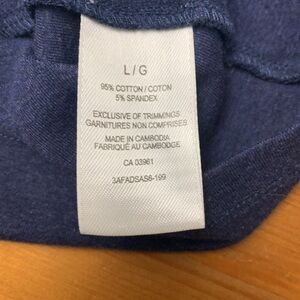 L / G
95% COTTON / COTON
5% SPANDEX
EXCLUSIVE OF TRIMMINGS
GARNITURES NON COMPRISES
MADE IN CAMBODIA
FABRIQUÉ AU CAMBODGE
CA 03961
3AFADSAS6-199